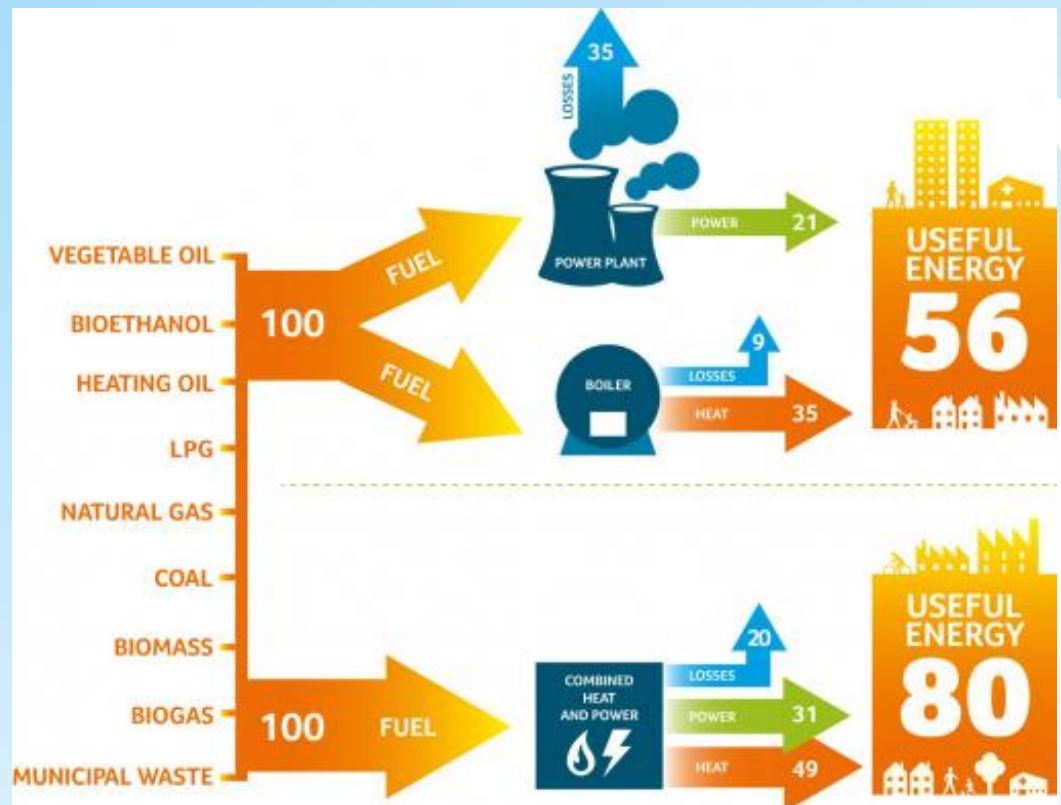 VEGETABLE OIL
BIOETHANOL
HEATING OIL
LPG
NATURAL GAS
COAL
BIOMASS
BIOGAS
MUNICIPAL WASTE
100
FUEL
FUEL
LOSSES
35
POWER PLANT
POWER
21
BOILER
LOSSES
9
HEAT
35
USEFUL
ENERGY
56
100
FUEL
COMBINED
HEAT
AND POWER
LOSSES
20
POWER
31
HEAT
49
USEFUL
ENERGY
80